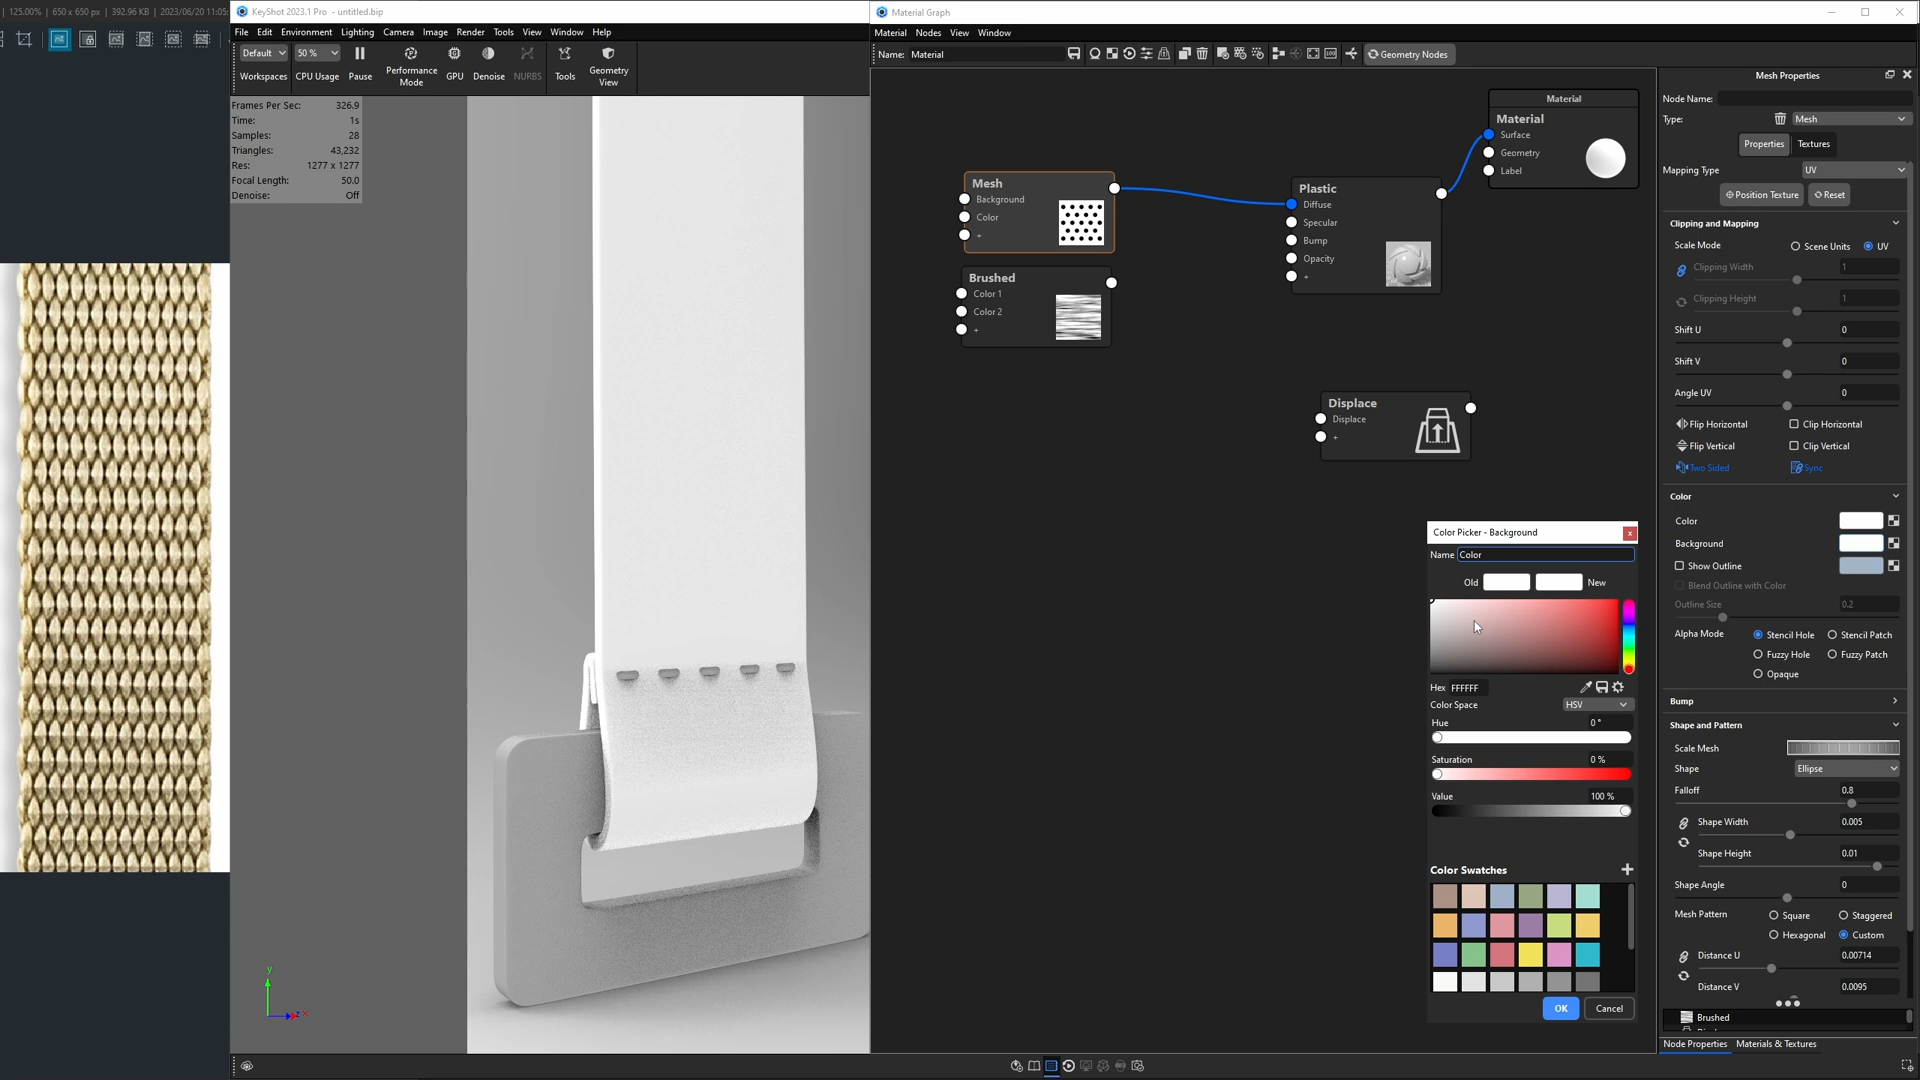 125.00% | 650 x 650 px | 392.96 KB | 2023/06/20 11:05:
KeyShot 2023.1 Pro - untitled.bip
File Edit Environment Lighting Camera Image Render Tools View Window Help
Default 50 %
Workspaces CPU Usage Pause Performance Mode GPU Denoise NURBS Tools Geometry View
Frames Per Sec: 326.9
Time: 1s
Samples: 28
Triangles: 43,232
Res: 1277 x 1277
Focal Length: 50.0
Denoise: Off
y
z x
Material Graph
Material Nodes View Window
Name: Material Geometry Nodes
Mesh
Background
Color
+
Brushed
Color 1
Color 2
+
Plastic
Diffuse
Specular
Bump
Opacity
+
Material
Material
Surface
Geometry
Label
Displace
Displace
+
Color Picker - Background
x
Name Color
Old New
Hex FFFFFF
Color Space HSV
Hue 0 °
Saturation 0 %
Value 100 %
Color Swatches
OK Cancel
Mesh Properties
Node Name:
Type: Mesh
Properties Textures
Mapping Type UV
Position Texture Reset
Clipping and Mapping
Scale Mode Scene Units UV
Clipping Width 1
Clipping Height 1
Shift U 0
Shift V 0
Angle UV 0
Flip Horizontal Clip Horizontal
Flip Vertical Clip Vertical
Two Sided Sync
Color
Color
Background
Show Outline
Blend Outline with Color
Outline Size 0.2
Alpha Mode Stencil Hole Stencil Patch
Fuzzy Hole Fuzzy Patch
Opaque
Bump
Shape and Pattern
Scale Mesh
Shape Ellipse
Falloff 0.8
Shape Width 0.005
Shape Height 0.01
Shape Angle 0
Mesh Pattern Square Staggered
Hexagonal Custom
Distance U 0.00714
Distance V 0.0095
Brushed
Node Properties Materials & Textures